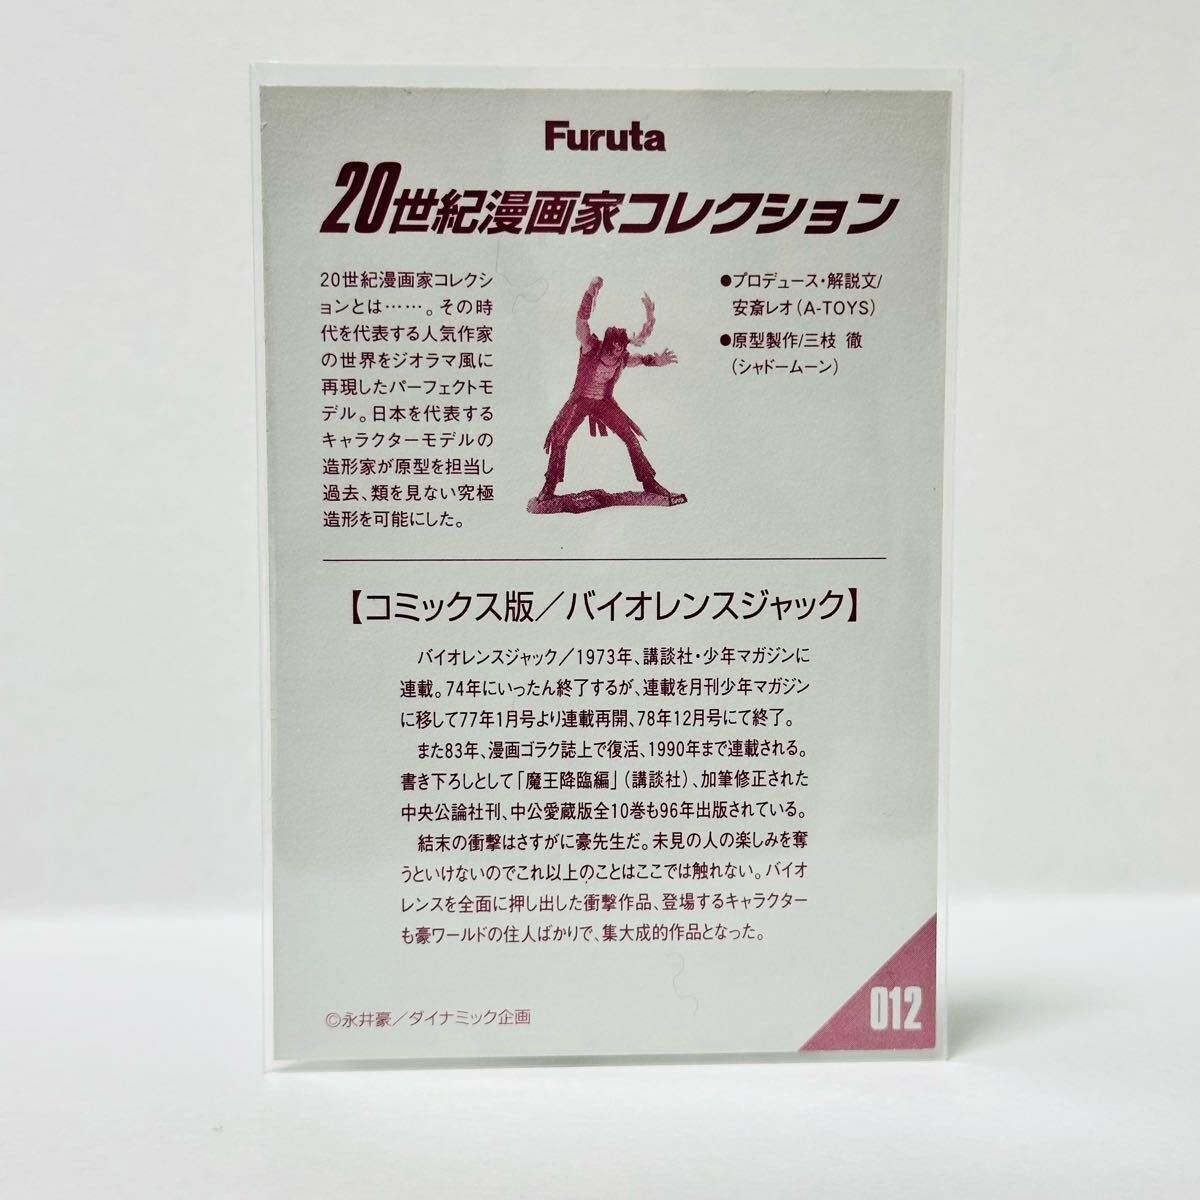 Furuta
20世紀漫画家コレクション
20世紀漫画家コレクシ
ョンとは……。その時
代を代表する人気作家
の世界をジオラマ風に
再現したパーフェクトモ
デル。日本を代表する
キャラクターモデルの
造形家が原型を担当し
過去、類を見ない究極
造形を可能にした。
●プロデュース・解説文/
安斎レオ(A-TOYS)
●原型製作/三枝 徹
(シャドームーン)
【コミックス版／バイオレンスジャック】
バイオレンスジャック／1973年、講談社・少年マガジンに
連載。74年にいったん終了するが、連載を月刊少年マガジン
に移して77年1月号より連載再開、78年12月号にて終了。
また83年、漫画ゴラク誌上で復活、1990年まで連載される。
書き下ろしとして「魔王降臨編」(講談社)、加筆修正された
中央公論社刊、中公愛蔵版全10巻も96年出版されている。
結末の衝撃はさすがに豪先生だ。未見の人の楽しみを奪
うといけないのでこれ以上のことはここでは触れない。バイオ
レンスを全面に押し出した衝撃作品、登場するキャラクター
も豪ワールドの住人ばかりで、集大成的作品となった。
©永井豪／ダイナミック企画
012